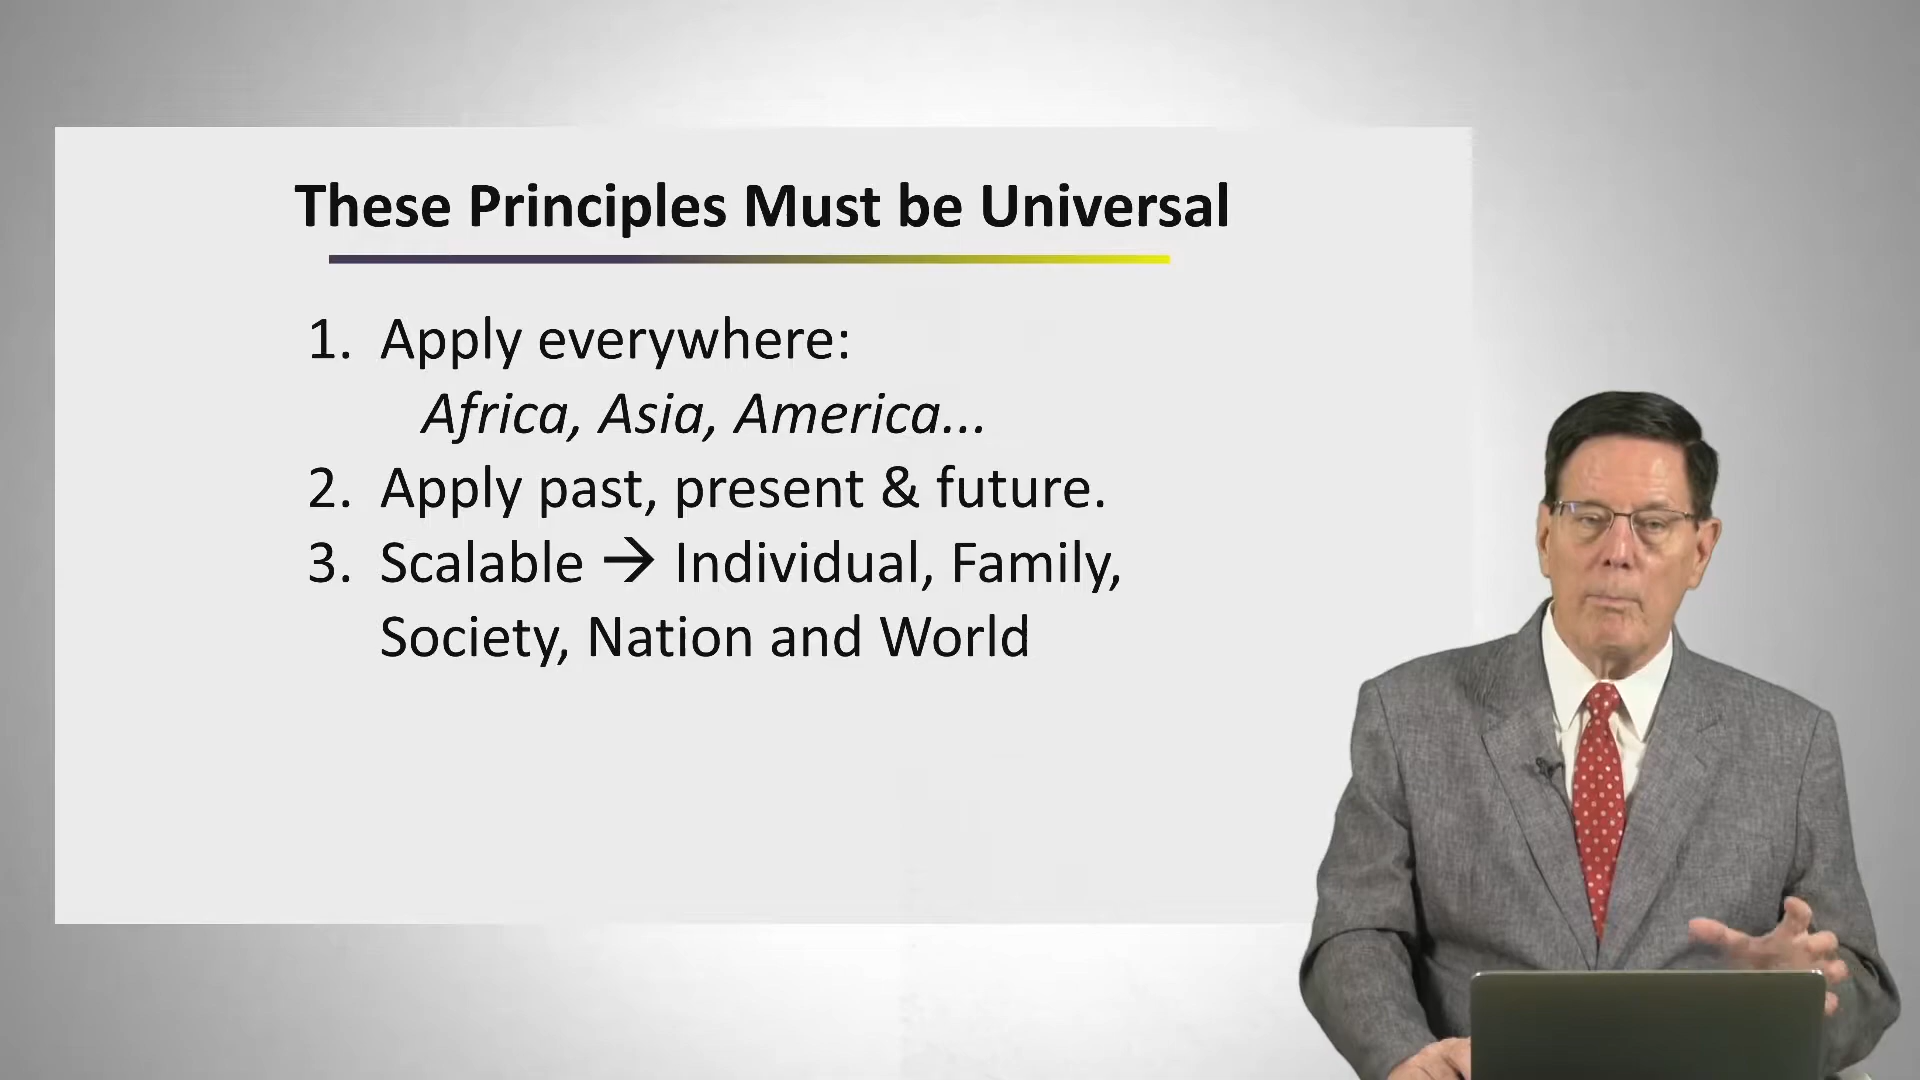 These Principles Must be Universal
1. Apply everywhere:
Africa, Asia, America...
2. Apply past, present & future.
3. Scalable → Individual, Family,
Society, Nation and World